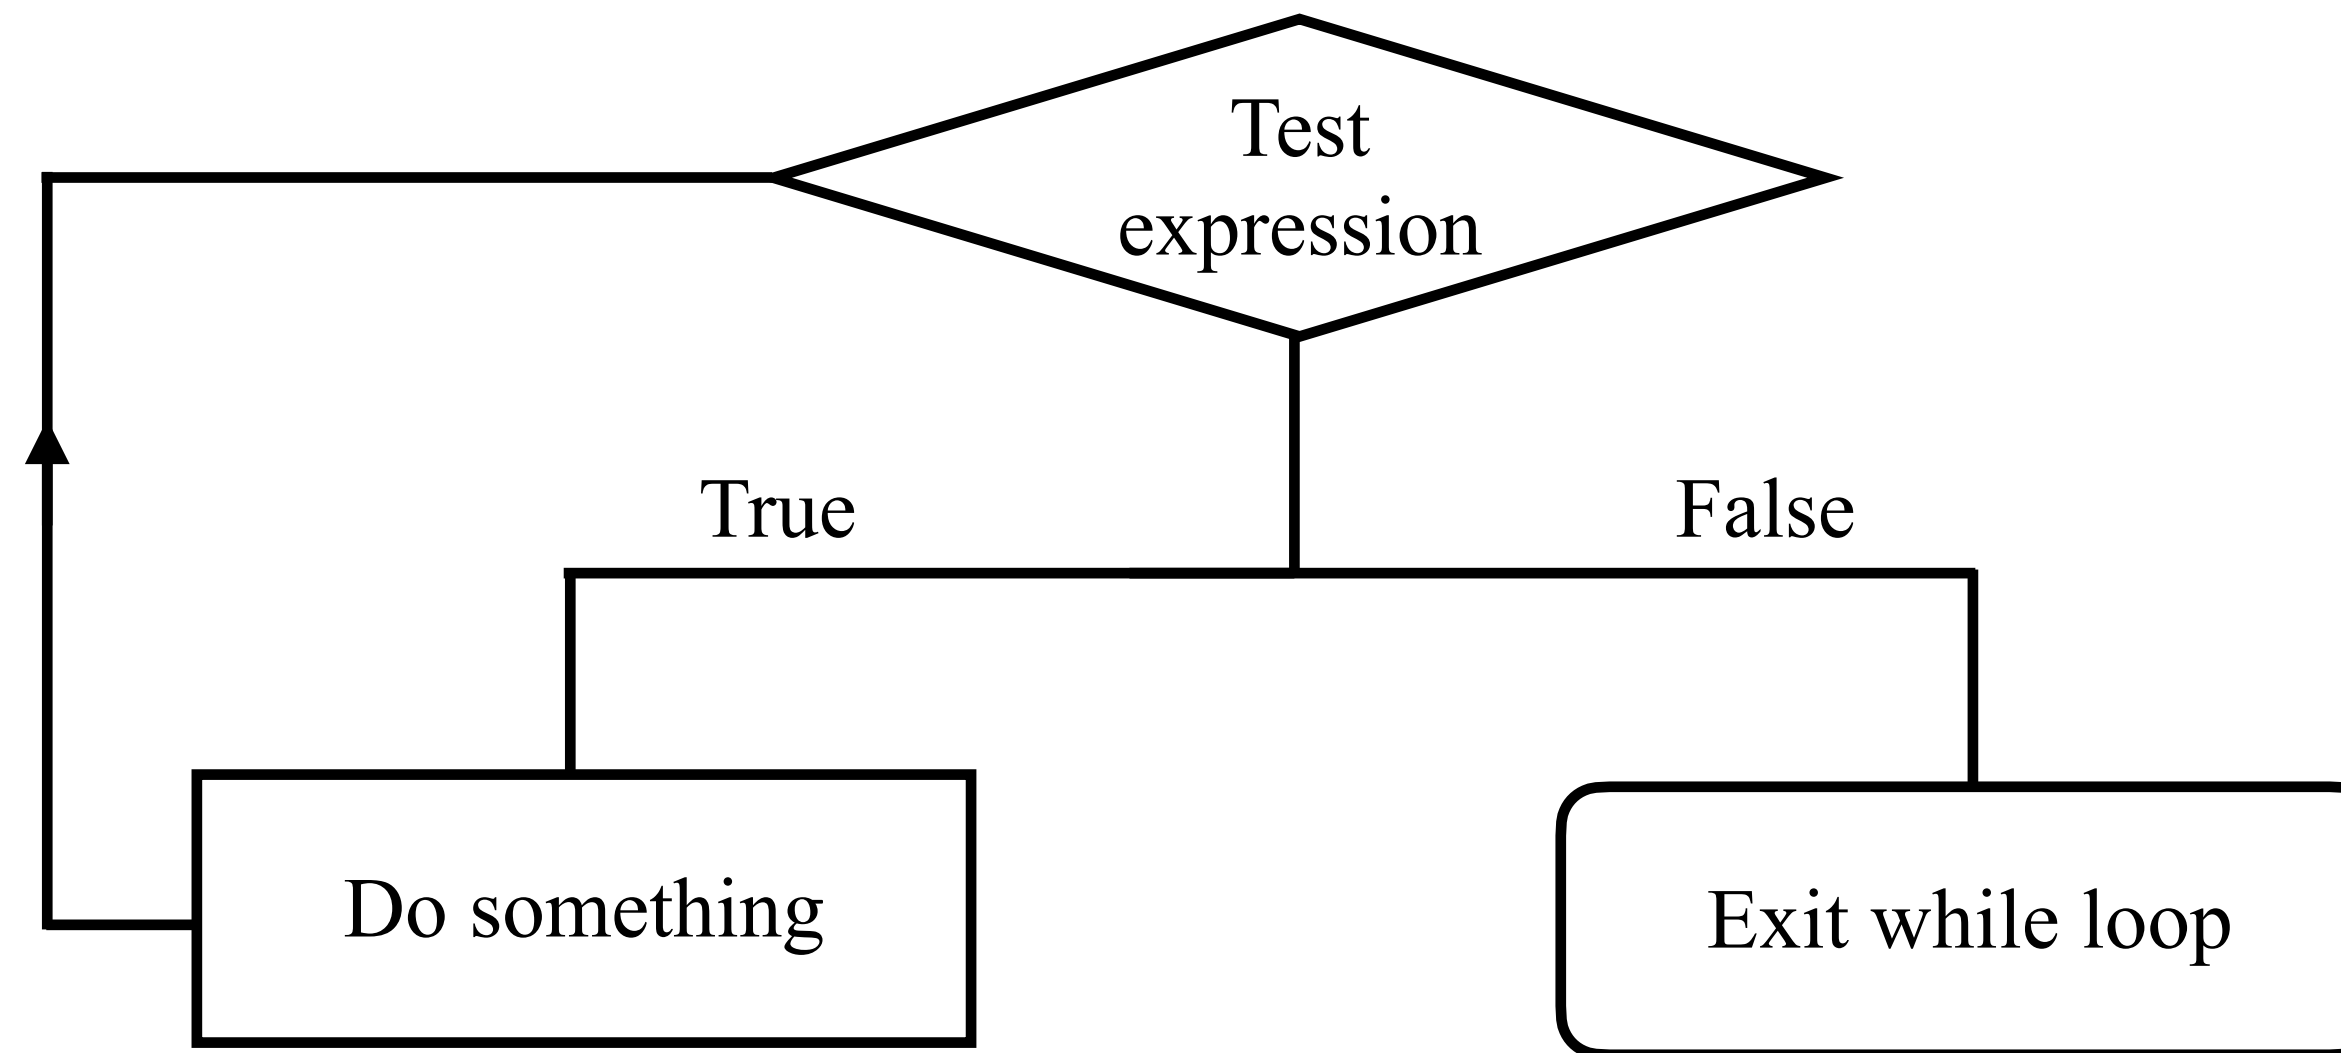 Test
expression
True
False
Do something
Exit while loop